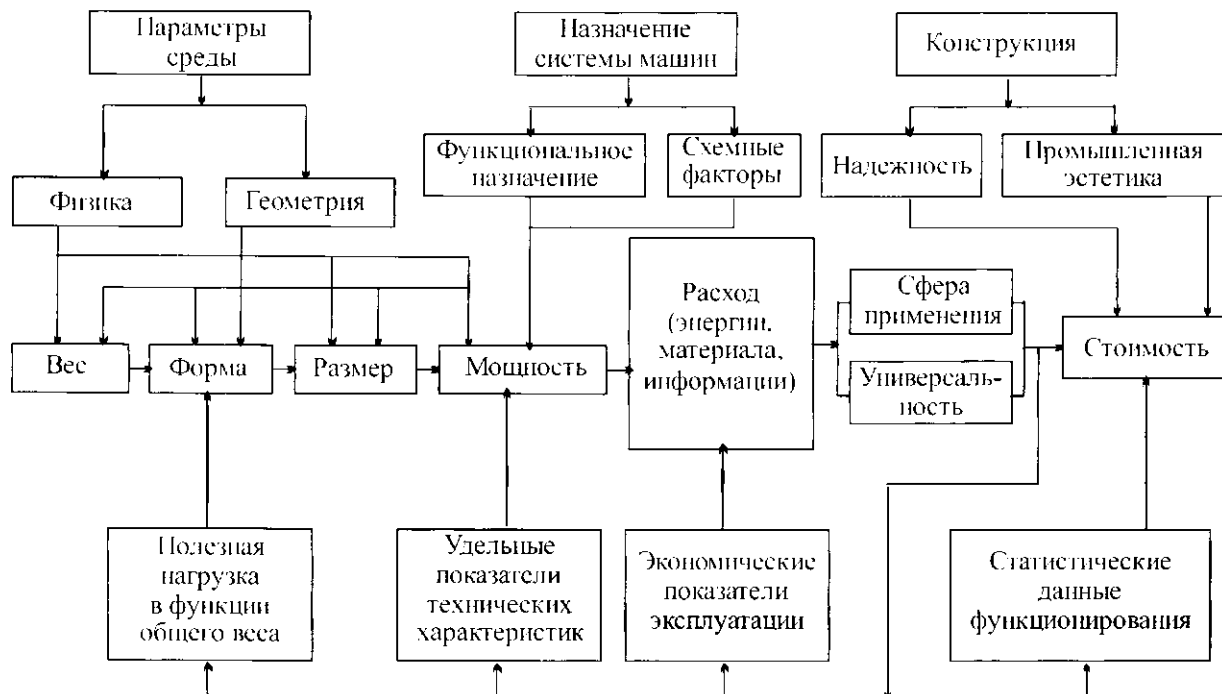 Параметры
среды
Назначение
системы машин
Конструкция
Функциональное
назначение
Схемные
факторы
Надежность
Промышленная
эстетика
Физика
Геометрия
Расход
(энергии,
материала,
информации)
Сфера
применения
Универсаль-
ность
Вес
Форма
Размер
Мощность
Стоимость
Полезная
нагрузка
в функции
общего веса
Удельные
показатели
технических
характеристик
Экономические
показатели
эксплуатации
Статистические
данные
функционирования